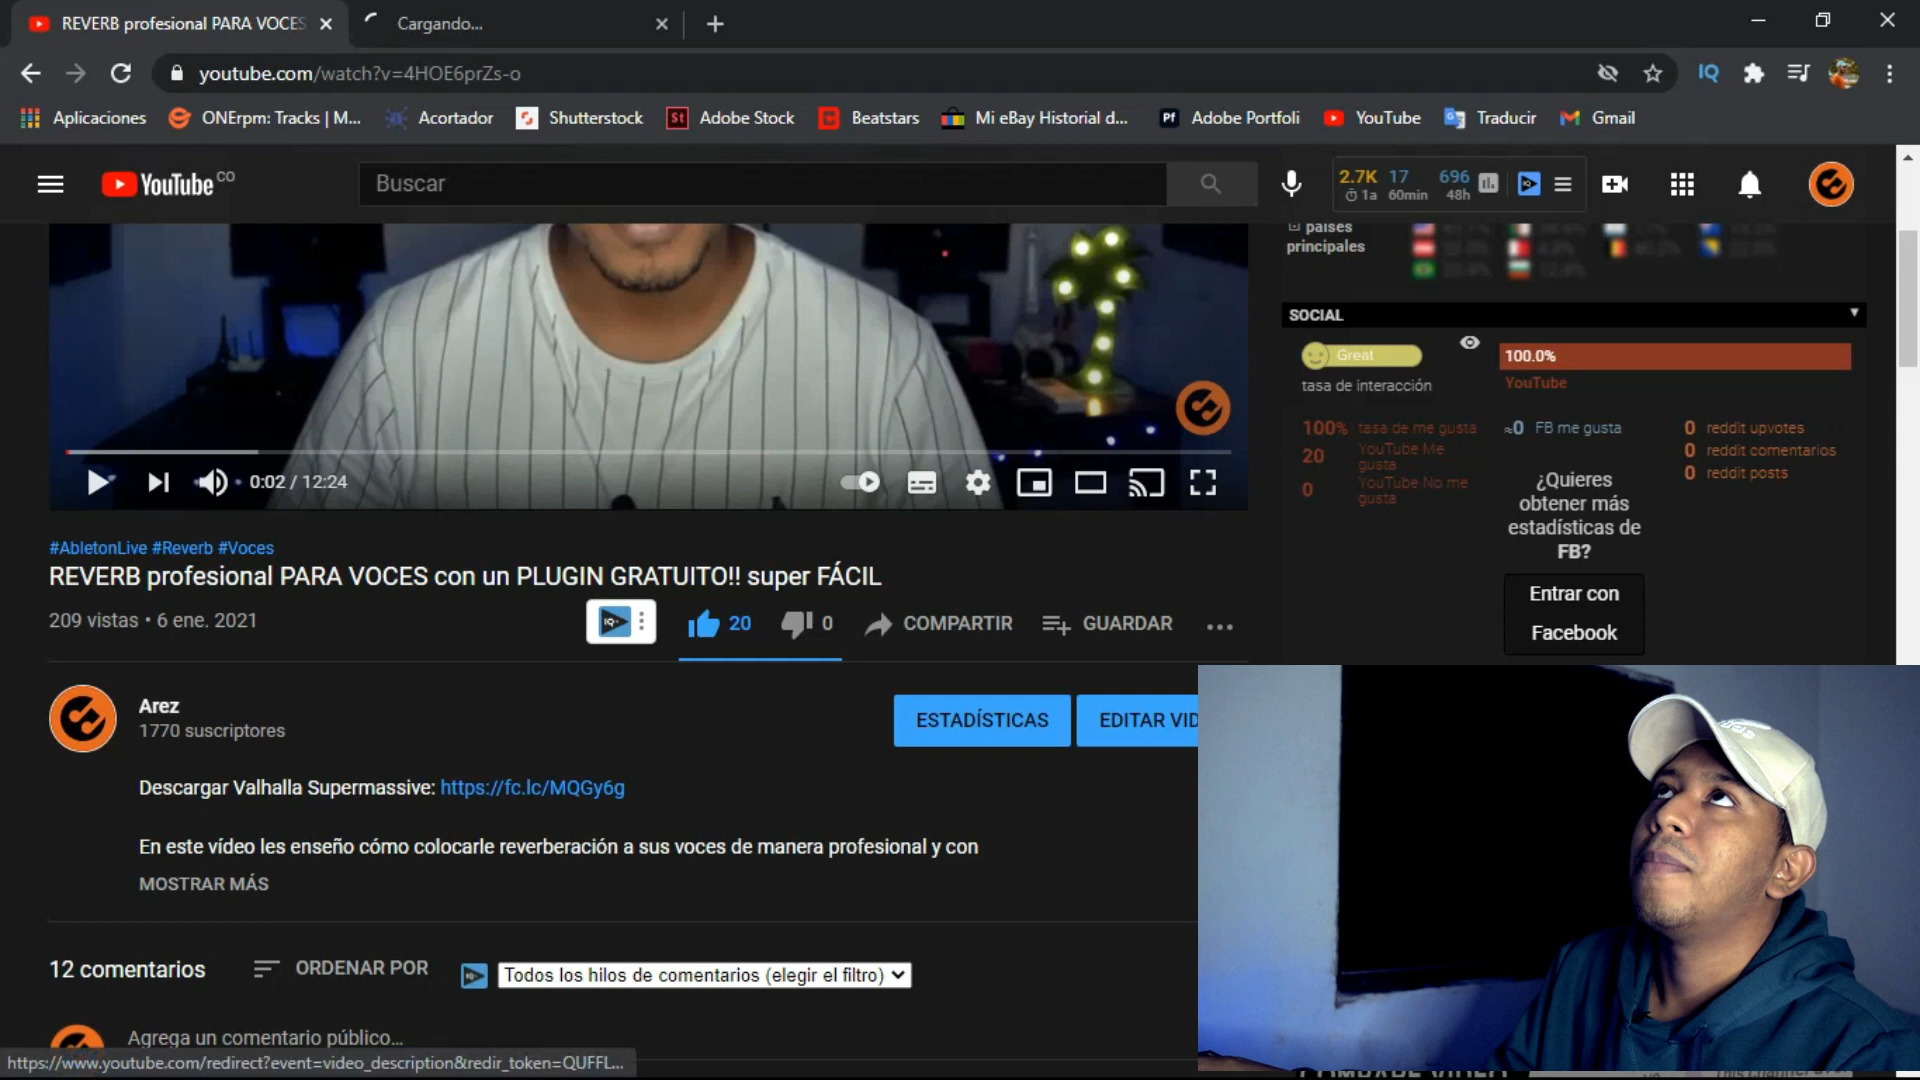 REVERB profesional PARA VOCES
Cargando...
youtube.com/watch?v=4HOE6prZs-o
IQ
Aplicaciones
ONErpm: Tracks | M...
Acortador
Shutterstock
St Adobe Stock
Beatstars
Mi eBay Historial d...
Pf Adobe Portfoli
YouTube
Traducir
Gmail
YouTube CO
Buscar
2.7K 17 696
1a 60min 48h
países
principales
SOCIAL
Great
tasa de interacción
100.0%
YouTube
100% tasa de me gusta
20 YouTube Me gusta
0 YouTube No me gusta
≈0 FB me gusta
0 reddit upvotes
0 reddit comentarios
0 reddit posts
¿Quieres
obtener más
estadísticas de
FB?
Entrar con
Facebook
0:02 / 12:24
#AbletonLive #Reverb #Voces
REVERB profesional PARA VOCES con un PLUGIN GRATUITO!! super FÁCIL
209 vistas • 6 ene. 2021
IQ
20
0
COMPARTIR
GUARDAR
Arez
1770 suscriptores
ESTADÍSTICAS
EDITAR VID
Descargar Valhalla Supermassive: https://fc.lc/MQGy6g
En este vídeo les enseño cómo colocarle reverberación a sus voces de manera profesional y con
MOSTRAR MÁS
12 comentarios
ORDENAR POR
Todos los hilos de comentarios (elegir el filtro)
Agrega un comentario público...
https://www.youtube.com/redirect?event=video_description&redir_token=QUFFL...